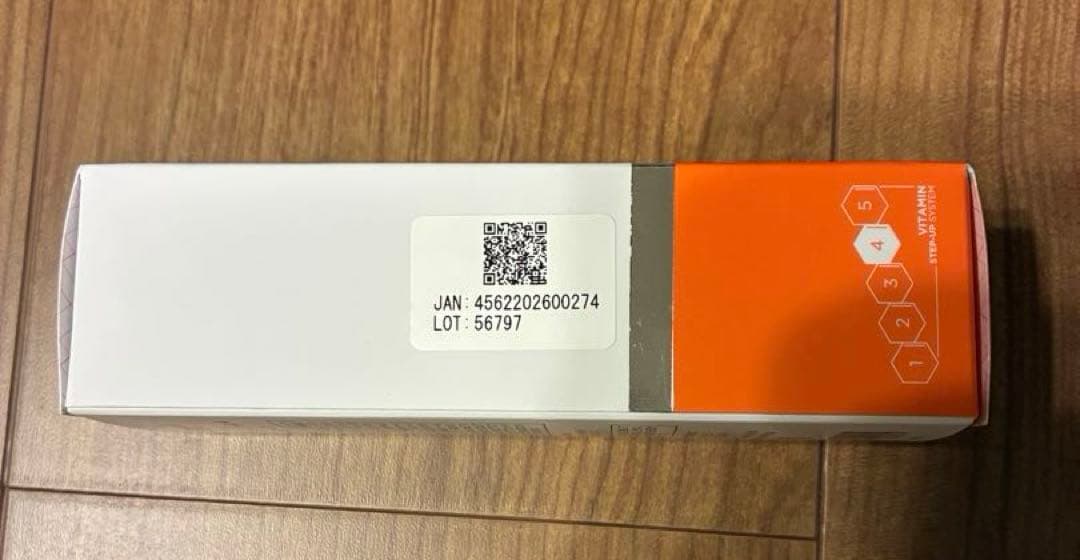 JAN: 4562202600274
LOT: 56797
VITAMIN
STEP-UP SYSTEM
1
2
3
4
5